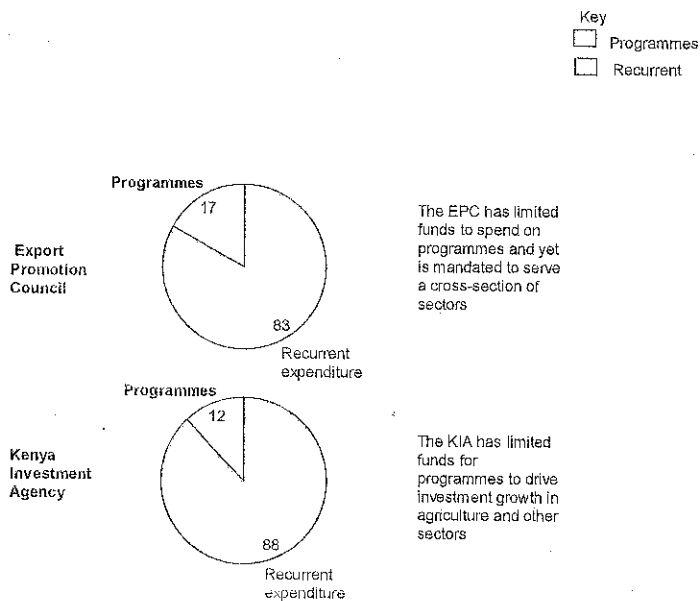 Key
Programmes
Recurrent
Programmes
17
Export
Promotion
Council
83
Recurrent
expenditure
The EPC has limited
funds to spend on
programmes and yet
is mandated to serve
a cross-section of
sectors
Programmes
12
Kenya
Investment
Agency
88
Recurrent
expenditure
The KIA has limited
funds for
programmes to drive
investment growth in
agriculture and other
sectors